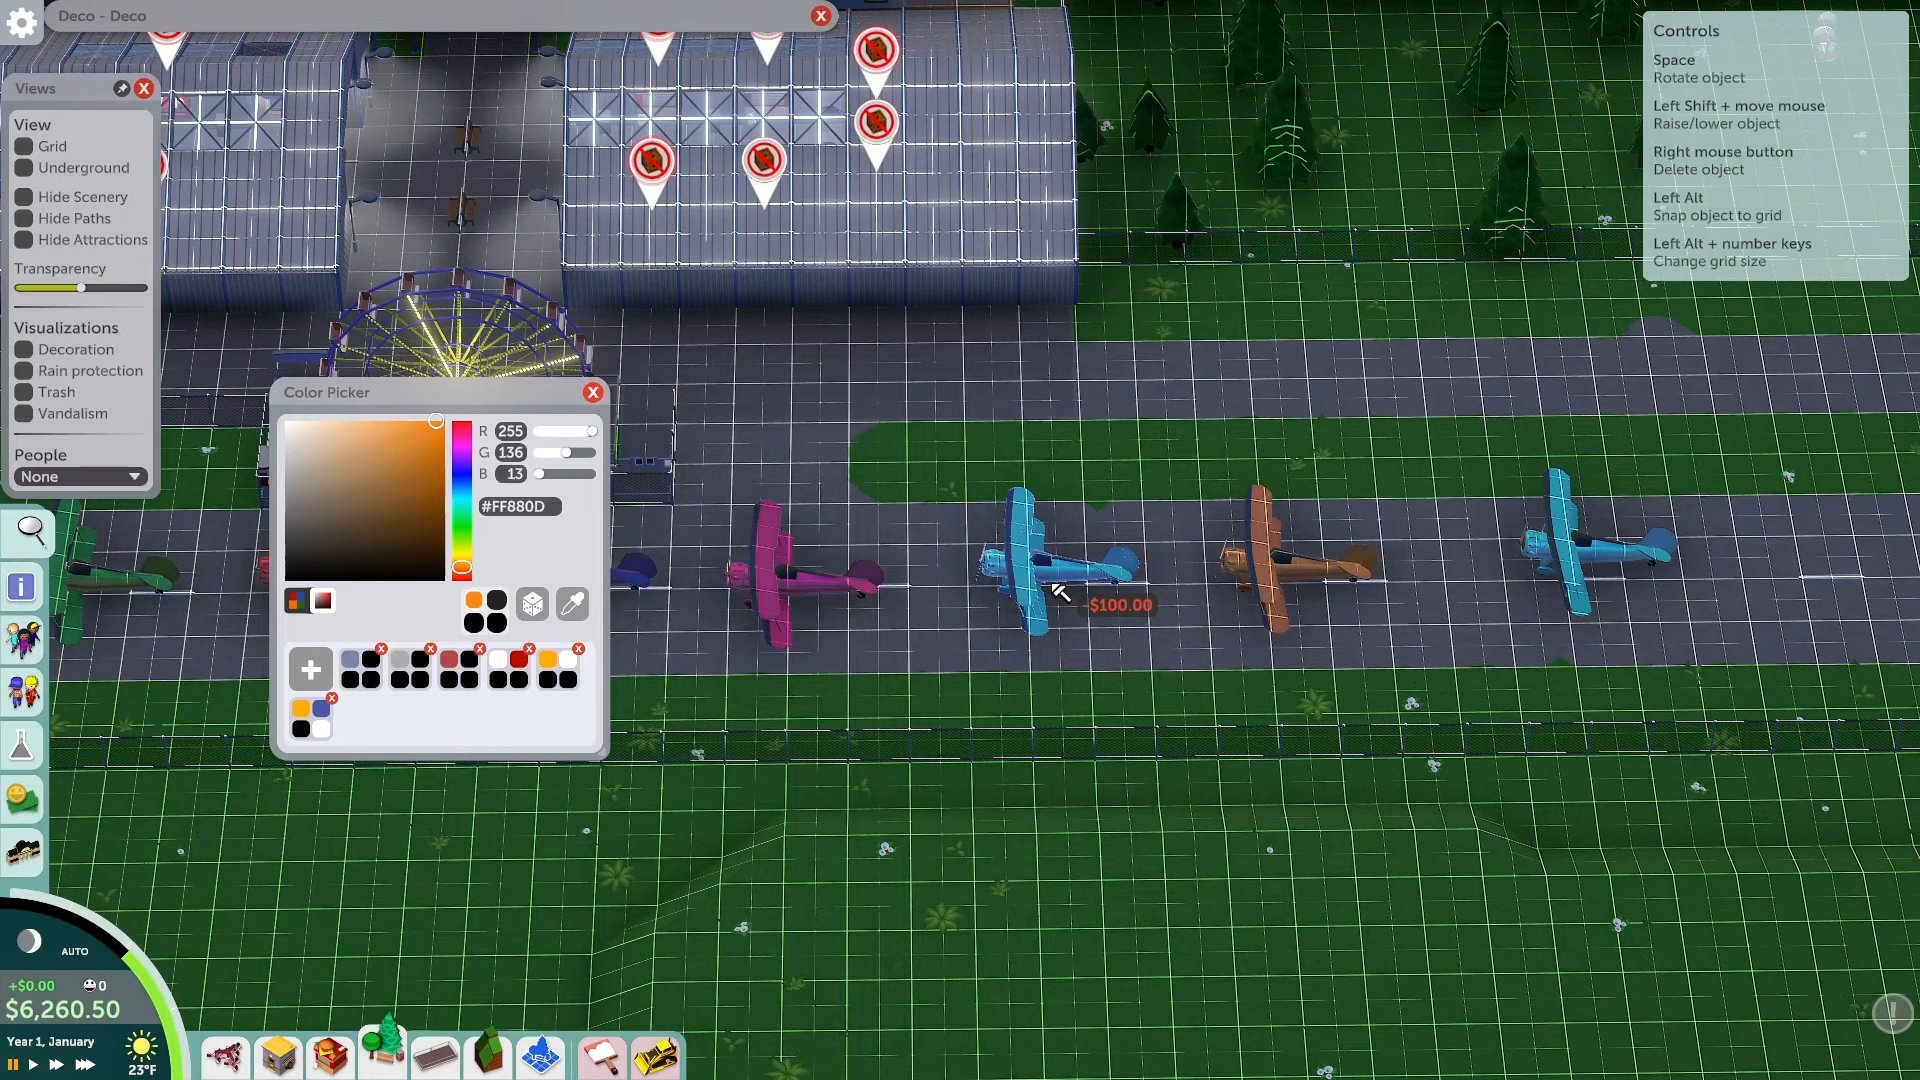 Deco - Deco
X
Views
X
View
Grid
Underground
Hide Scenery
Hide Paths
Hide Attractions
Transparency
Visualizations
Decoration
Rain protection
Trash
Vandalism
People
None
Color Picker
X
R 255
G 136
B 13
#FF880D
x x x x x
x
-$100.00
Controls
Space
Rotate object
Left Shift + move mouse
Raise/lower object
Right mouse button
Delete object
Left Alt
Snap object to grid
Left Alt + number keys
Change grid size
AUTO
+$0.00 0
$6,260.50
Year 1, January
23°F